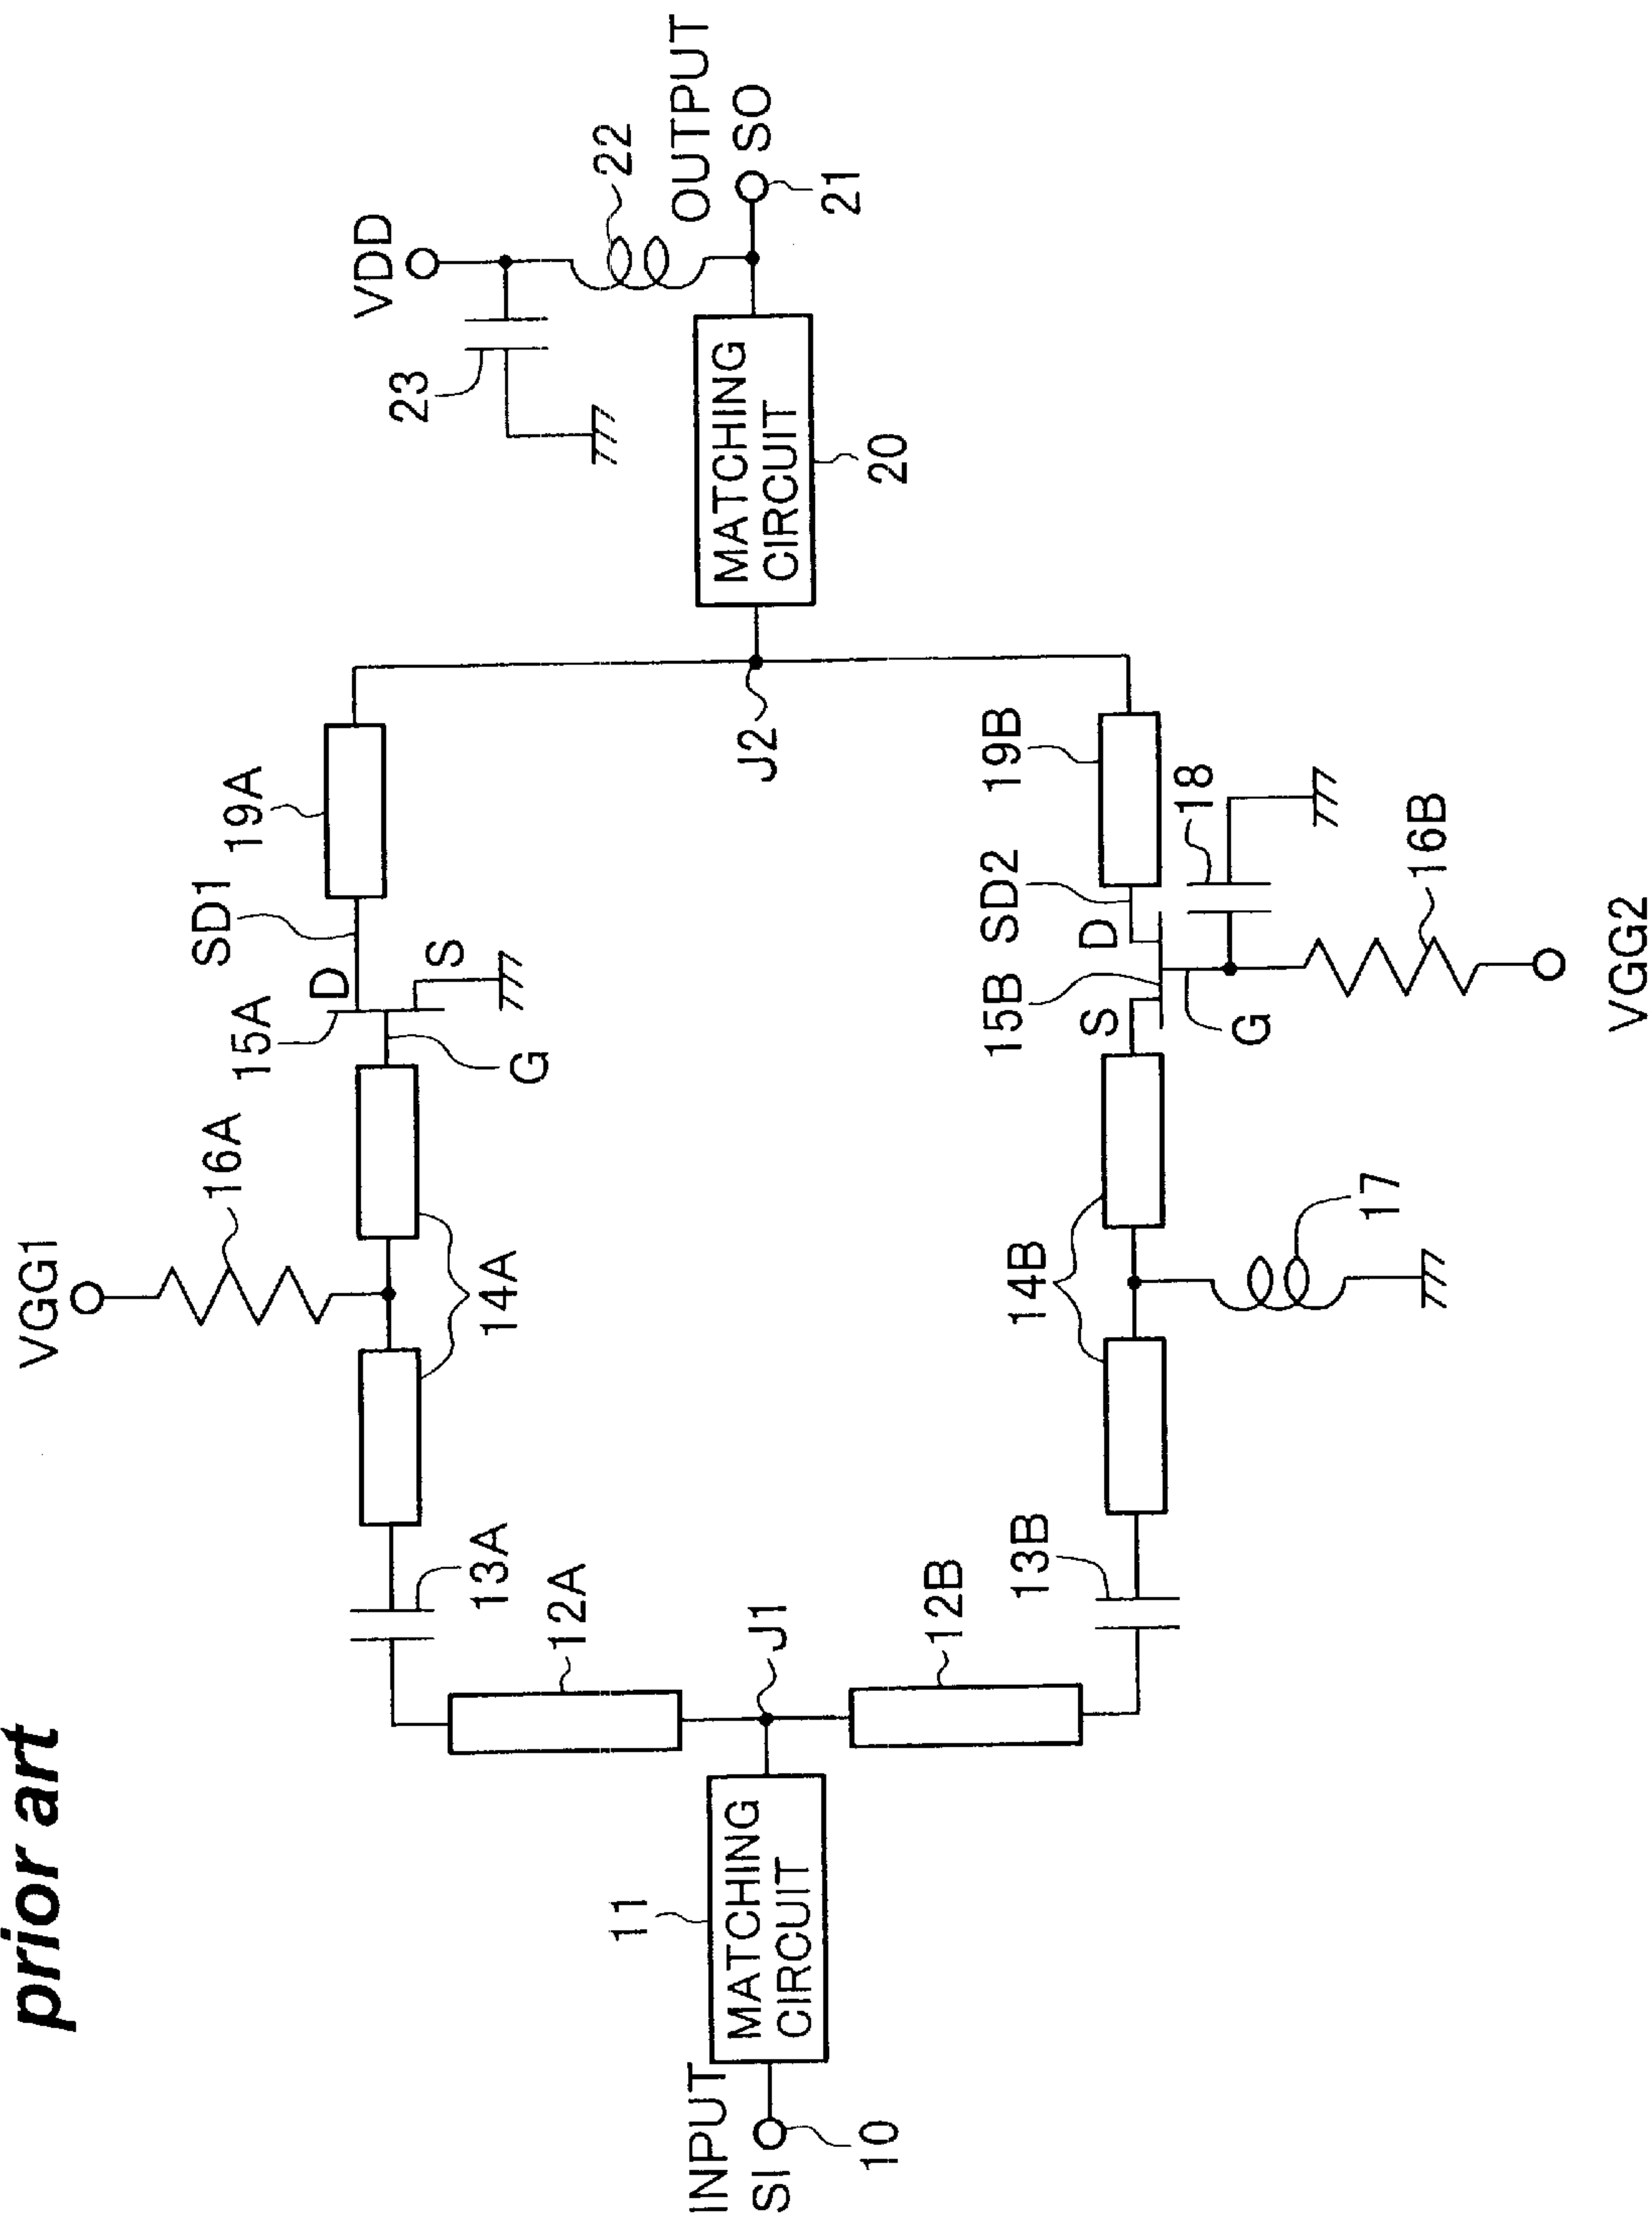 prior art
VGG1
16A
15A
SD1
19A
VDD
23
22
OUTPUT
SO
21
D
S
G
14A
13A
12A
J1
J2
INPUT
SI
10
11
MATCHING
CIRCUIT
MATCHING
CIRCUIT
20
12B
13B
14B
15B
SD2
19B
S
D
G
18
17
16B
VGG2